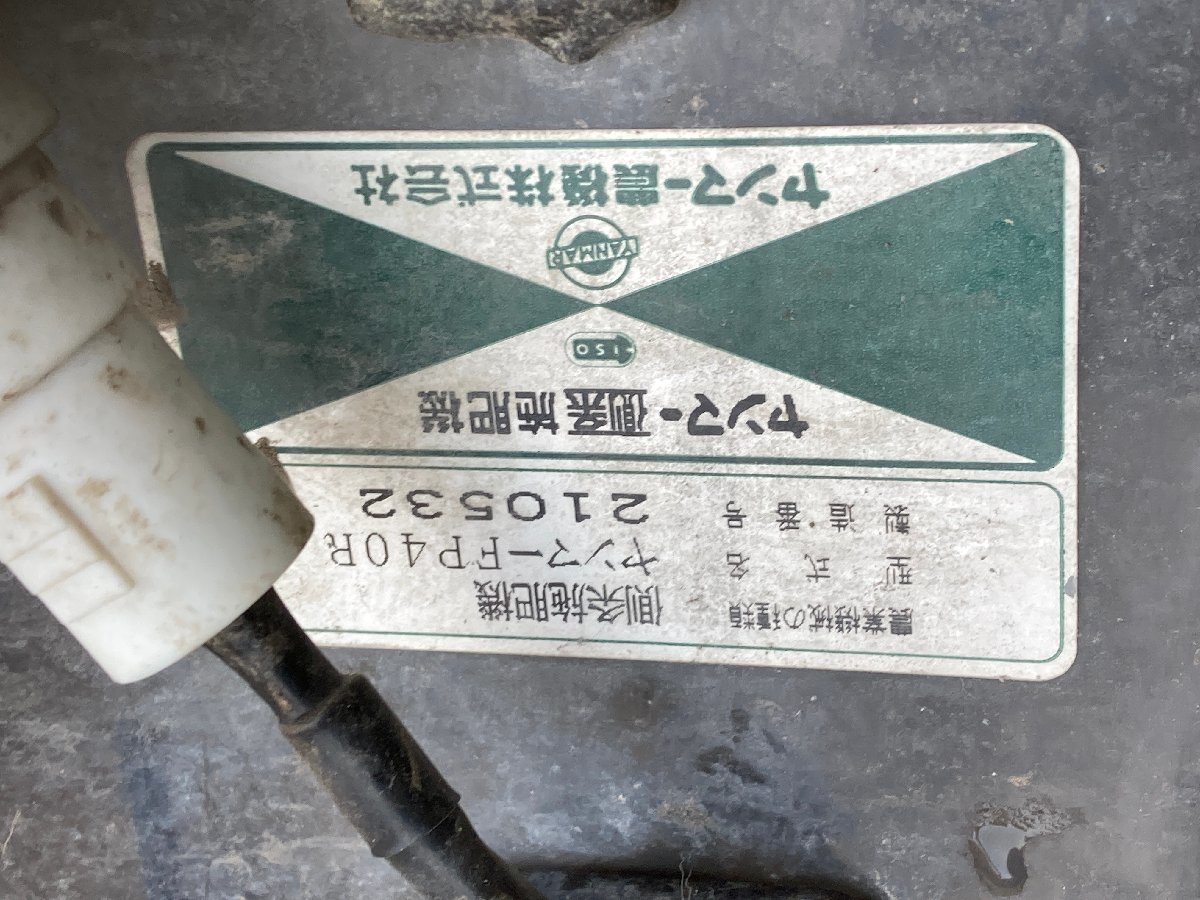 農業機械の種類 側条施肥機
型式名 ヤンマーFP40R
製造番号 210532
ヤンマー側条施肥機
ISO
YANMAR
ヤンマー農機株式会社